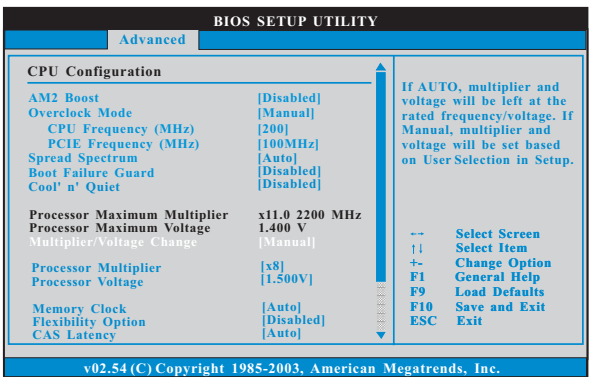 BIOS SETUP UTILITY
Advanced
CPU Configuration
AM2 Boost [Disabled]
Overclock Mode [Manual]
CPU Frequency (MHz) [200]
PCIE Frequency (MHz) [100MHz]
Spread Spectrum [Auto]
Boot Failure Guard [Disabled]
Cool' n' Quiet [Disabled]
Processor Maximum Multiplier x11.0 2200 MHz
Processor Maximum Voltage 1.400 V
Multiplier/Voltage Change [Manual]
Processor Multiplier [x8]
Processor Voltage [1.500V]
Memory Clock [Auto]
Flexibility Option [Disabled]
CAS Latency [Auto]
If AUTO, multiplier and
voltage will be left at the
rated frequency/voltage. If
Manual, multiplier and
voltage will be set based
on User Selection in Setup.
←→ Select Screen
↑↓ Select Item
+- Change Option
F1 General Help
F9 Load Defaults
F10 Save and Exit
ESC Exit
v02.54 (C) Copyright 1985-2003, American Megatrends, Inc.